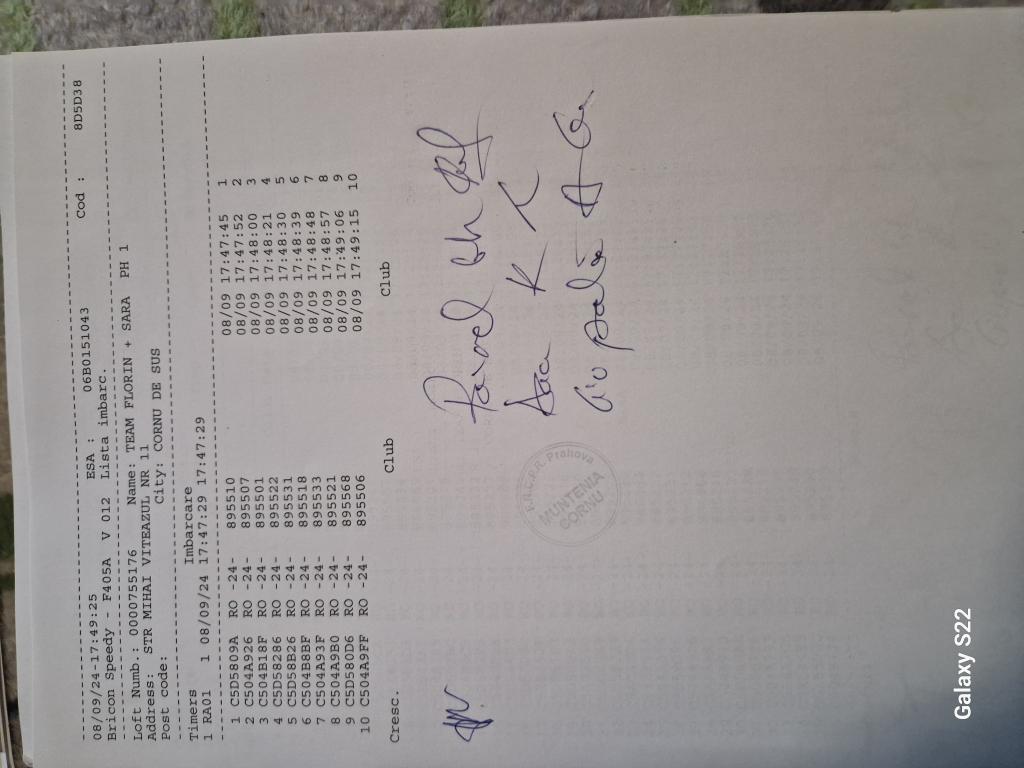 08/09/24-17:49:25 ESA : 06B0151043 Cod : 8D5D38
Bricon Speedy - F405A V 012 Lista imbarc.
Loft Numb.: 0000755176 Name: TEAM FLORIN + SARA PH 1
Address: STR MIHAI VITEAZUL NR 11
Post code: City: CORNU DE SUS
Timers Imbarcare
1 RA01 1 08/09/24 17:47:29 17:47:29
1 C5D5809A RO -24- 895510 08/09 17:47:45 1
2 C504A926 RO -24- 895507 08/09 17:47:52 2
3 C504B18F RO -24- 895501 08/09 17:48:00 3
4 C5D58286 RO -24- 895522 08/09 17:48:21 4
5 C5D58B26 RO -24- 895531 08/09 17:48:30 5
6 C504B8BF RO -24- 895518 08/09 17:48:39 6
7 C504A93F RO -24- 895533 08/09 17:48:48 7
8 C504A9B0 RO -24- 895521 08/09 17:48:57 8
9 C5D580D6 RO -24- 895568 08/09 17:49:06 9
10 C504A9FF RO -24- 895506 08/09 17:49:15 10
Cresc. Club Club
Prahova
MUNTENIA
CORNU
Galaxy S22